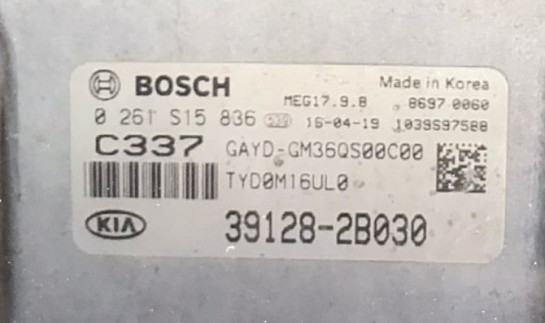 BOSCH
Made in Korea
MEG17.9.8 8697 0060
0 261 S15 836 16-04-19 1039S97588
C337 GAYD-GM36QS00C00
TYD0M16UL0
KIA 39128-2B030